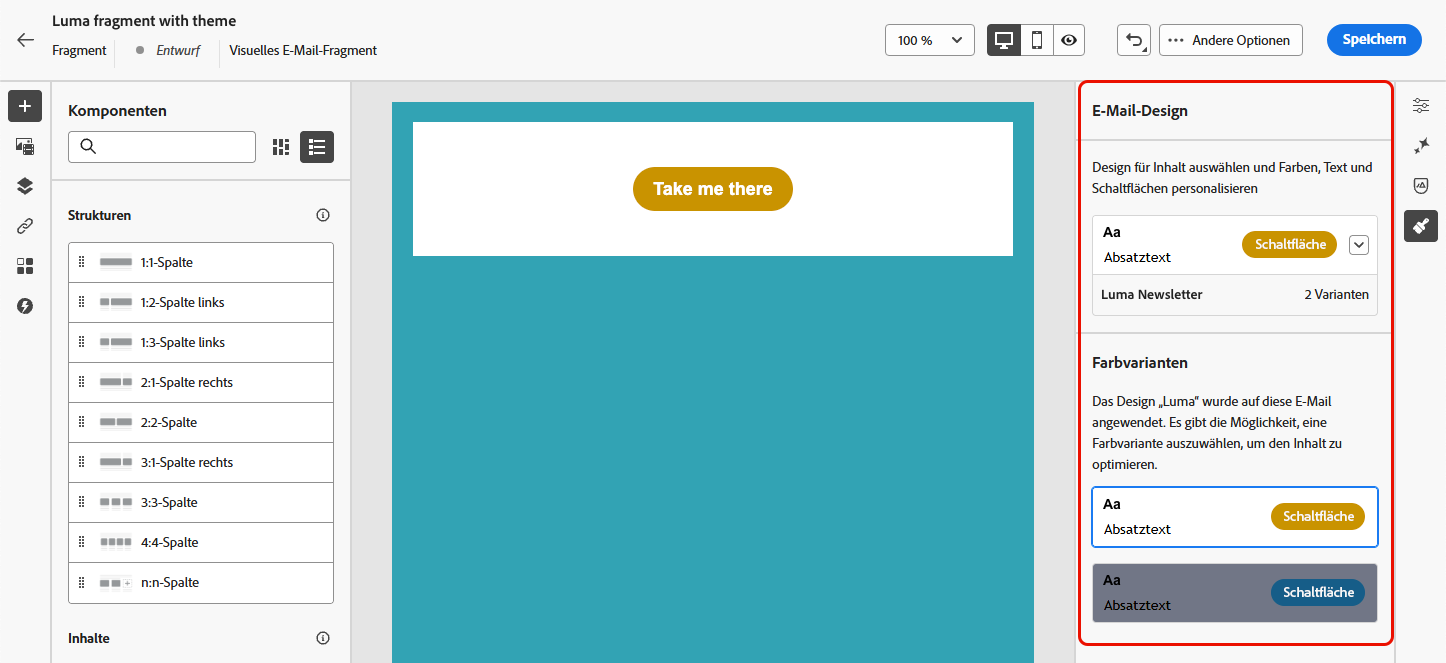 Luma fragment with theme
Fragment
Entwurf
Visuelles E-Mail-Fragment
100 %
Andere Optionen
Speichern
Komponenten
Strukturen
1:1-Spalte
1:2-Spalte links
1:3-Spalte links
2:1-Spalte rechts
2:2-Spalte
3:1-Spalte rechts
3:3-Spalte
4:4-Spalte
n:n-Spalte
Inhalte
Take me there
E-Mail-Design
Design für Inhalt auswählen und Farben, Text und
Schaltflächen personalisieren
Aa
Absatztext
Schaltfläche
Luma Newsletter
2 Varianten
Farbvarianten
Das Design „Luma“ wurde auf diese E-Mail
angewendet. Es gibt die Möglichkeit, eine
Farbvariante auszuwählen, um den Inhalt zu
optimieren.
Aa
Absatztext
Schaltfläche
Aa
Absatztext
Schaltfläche